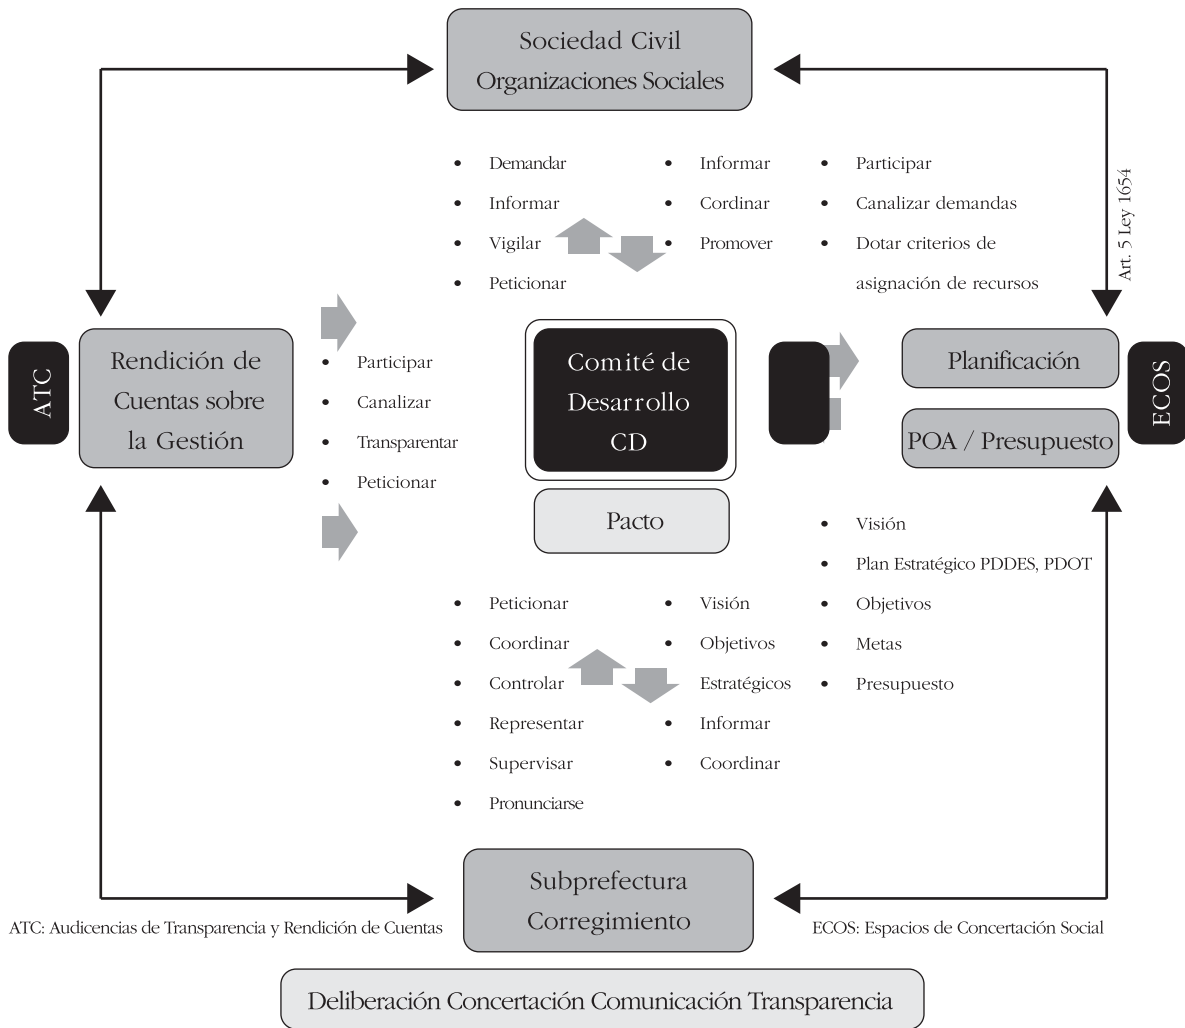 Sociedad Civil
Organizaciones Sociales
• Demandar
• Informar
• Vigilar
• Peticionar
• Informar
• Cordinar
• Promover
• Participar
• Canalizar demandas
• Dotar criterios de
asignación de recursos
Art. 5 Ley 1654
ATC
Rendición de
Cuentas sobre
la Gestión
• Participar
• Canalizar
• Transparentar
• Peticionar
Comité de
Desarrollo
CD
Pacto
Planificación
POA / Presupuesto
ECOS
• Visión
• Plan Estratégico PDDES, PDOT
• Objetivos
• Metas
• Presupuesto
• Peticionar
• Coordinar
• Controlar
• Representar
• Supervisar
• Pronunciarse
• Visión
• Objetivos
Estratégicos
• Informar
• Coordinar
Subprefectura
Corregimiento
ATC: Audicencias de Transparencia y Rendición de Cuentas
ECOS: Espacios de Concertación Social
Deliberación Concertación Comunicación Transparencia